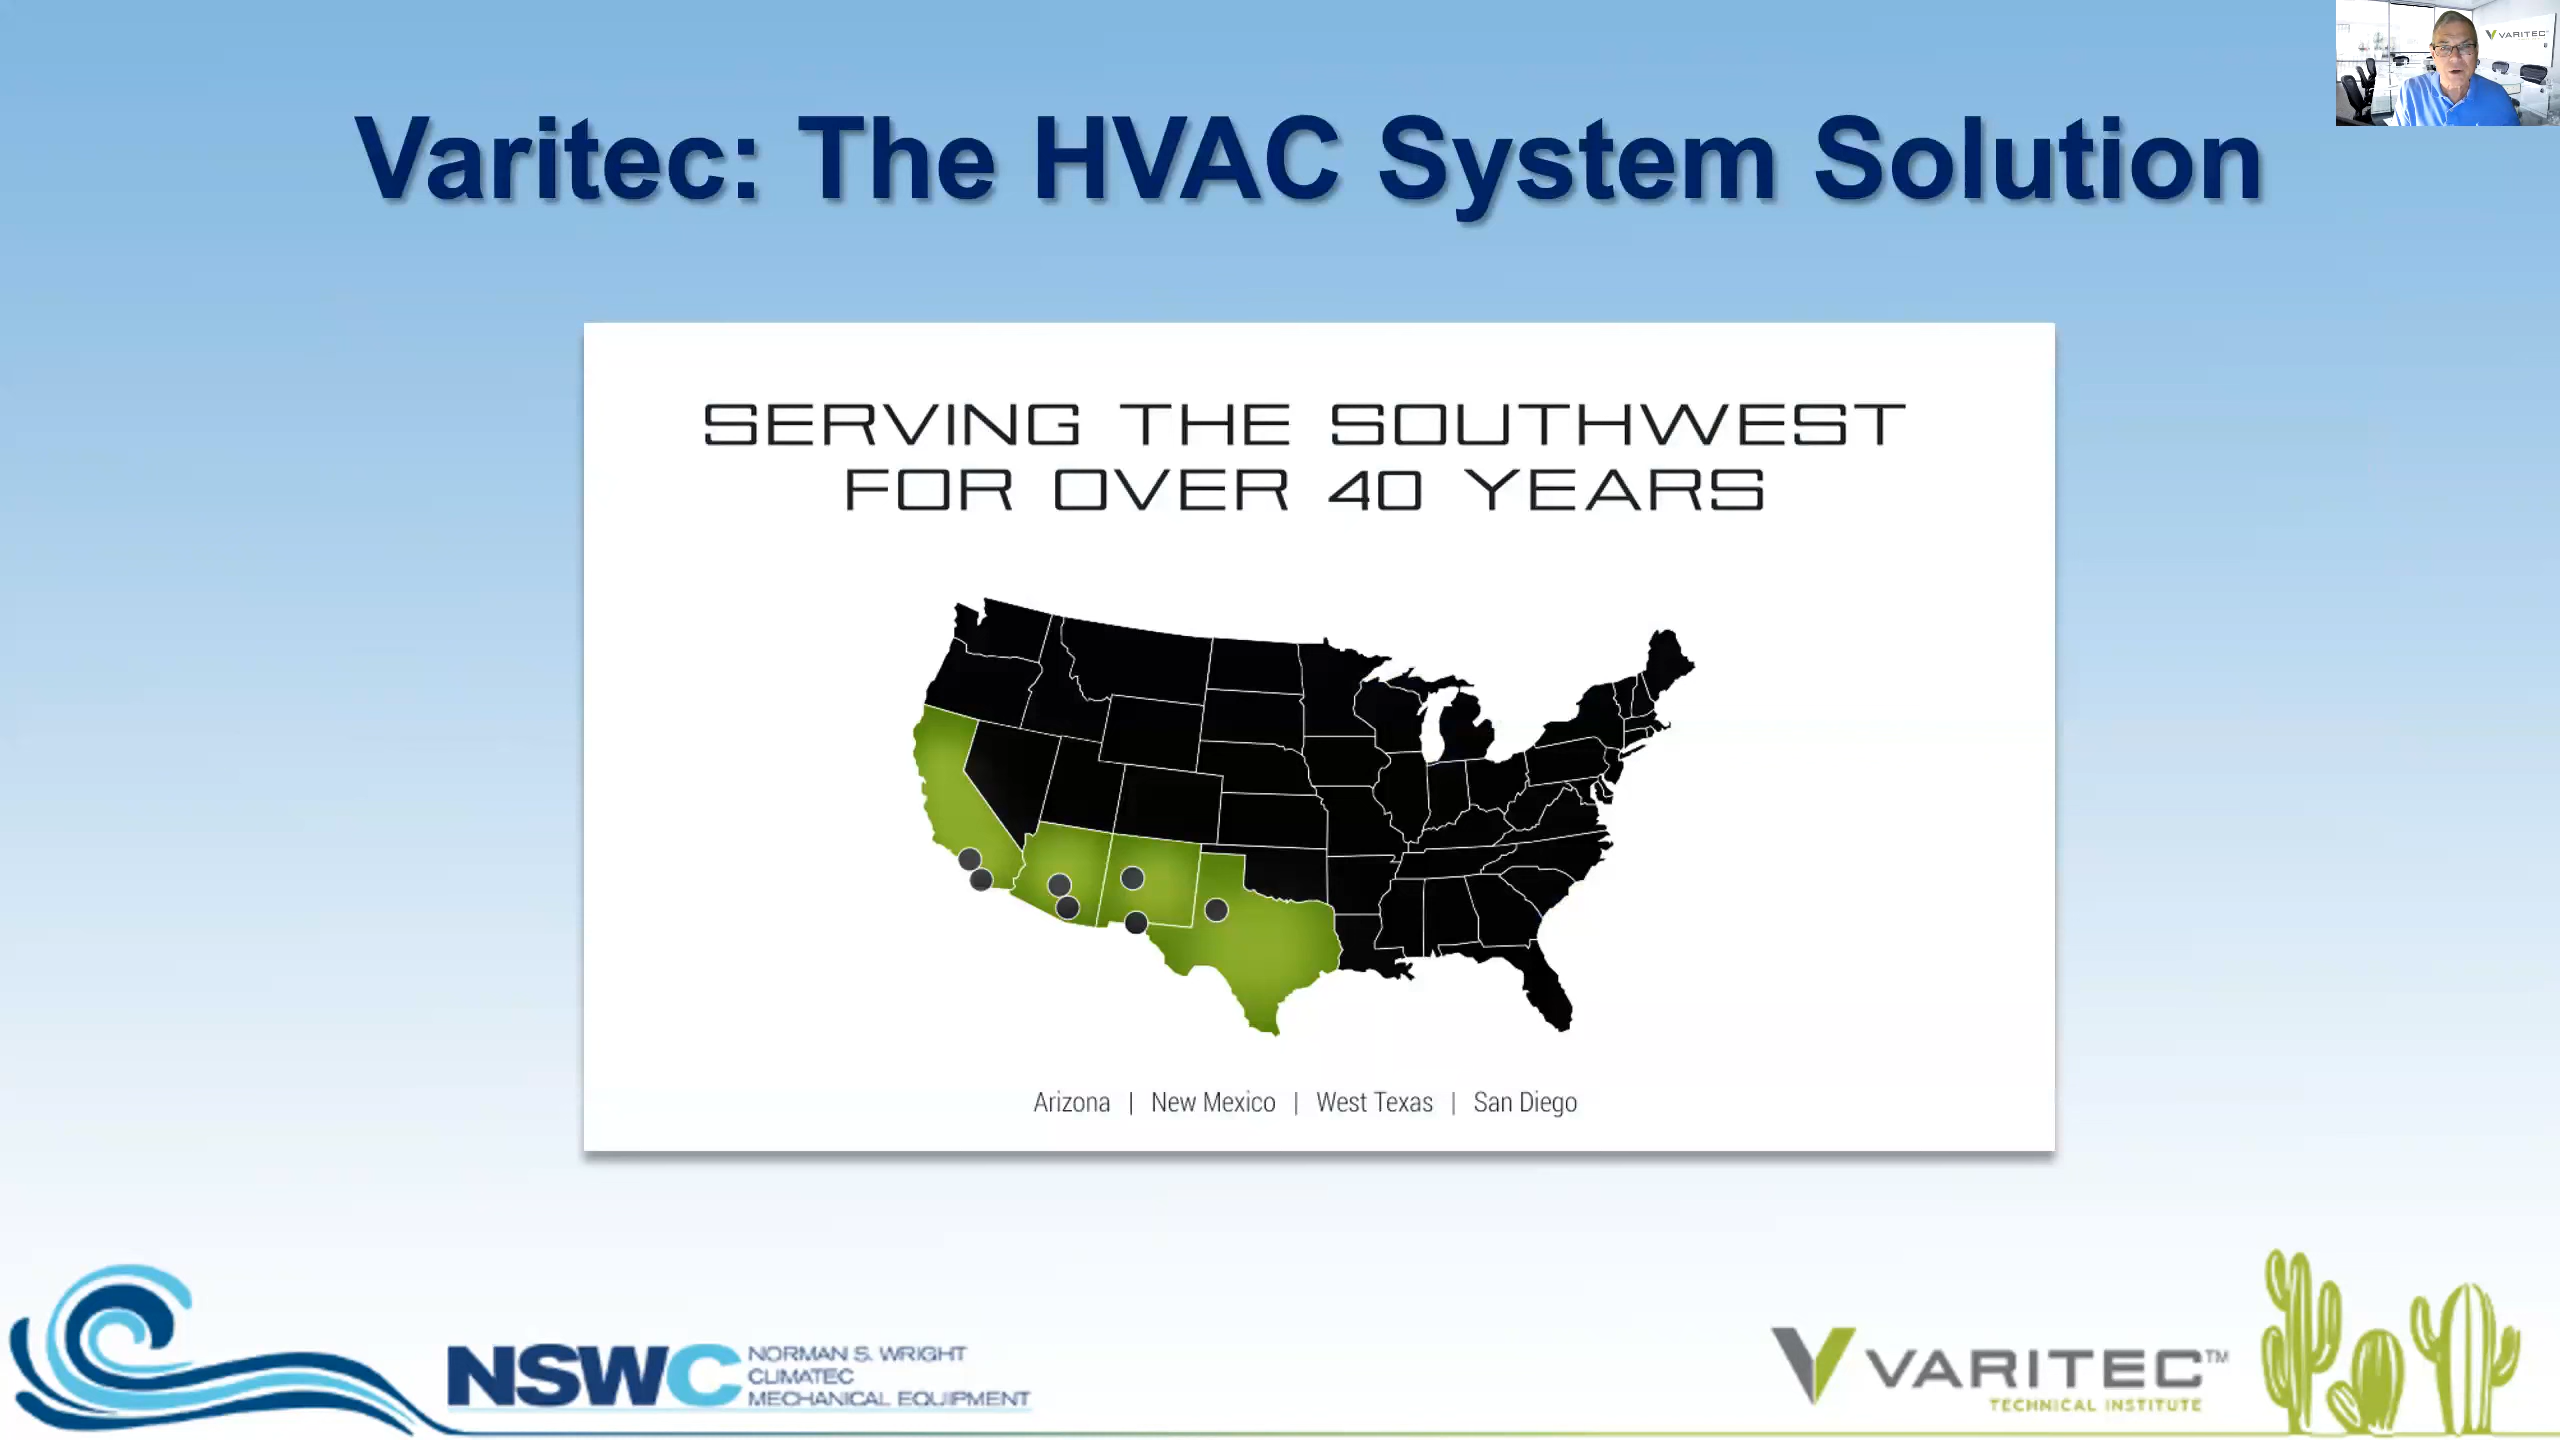 VARITEC
Varitec: The HVAC System Solution
SERVING THE SOUTHWEST
FOR OVER 40 YEARS
Arizona | New Mexico | West Texas | San Diego
NSWC
NORMAN S. WRIGHT
CLIMATEC
MECHANICAL EQUIPMENT
VARITEC™
TECHNICAL INSTITUTE